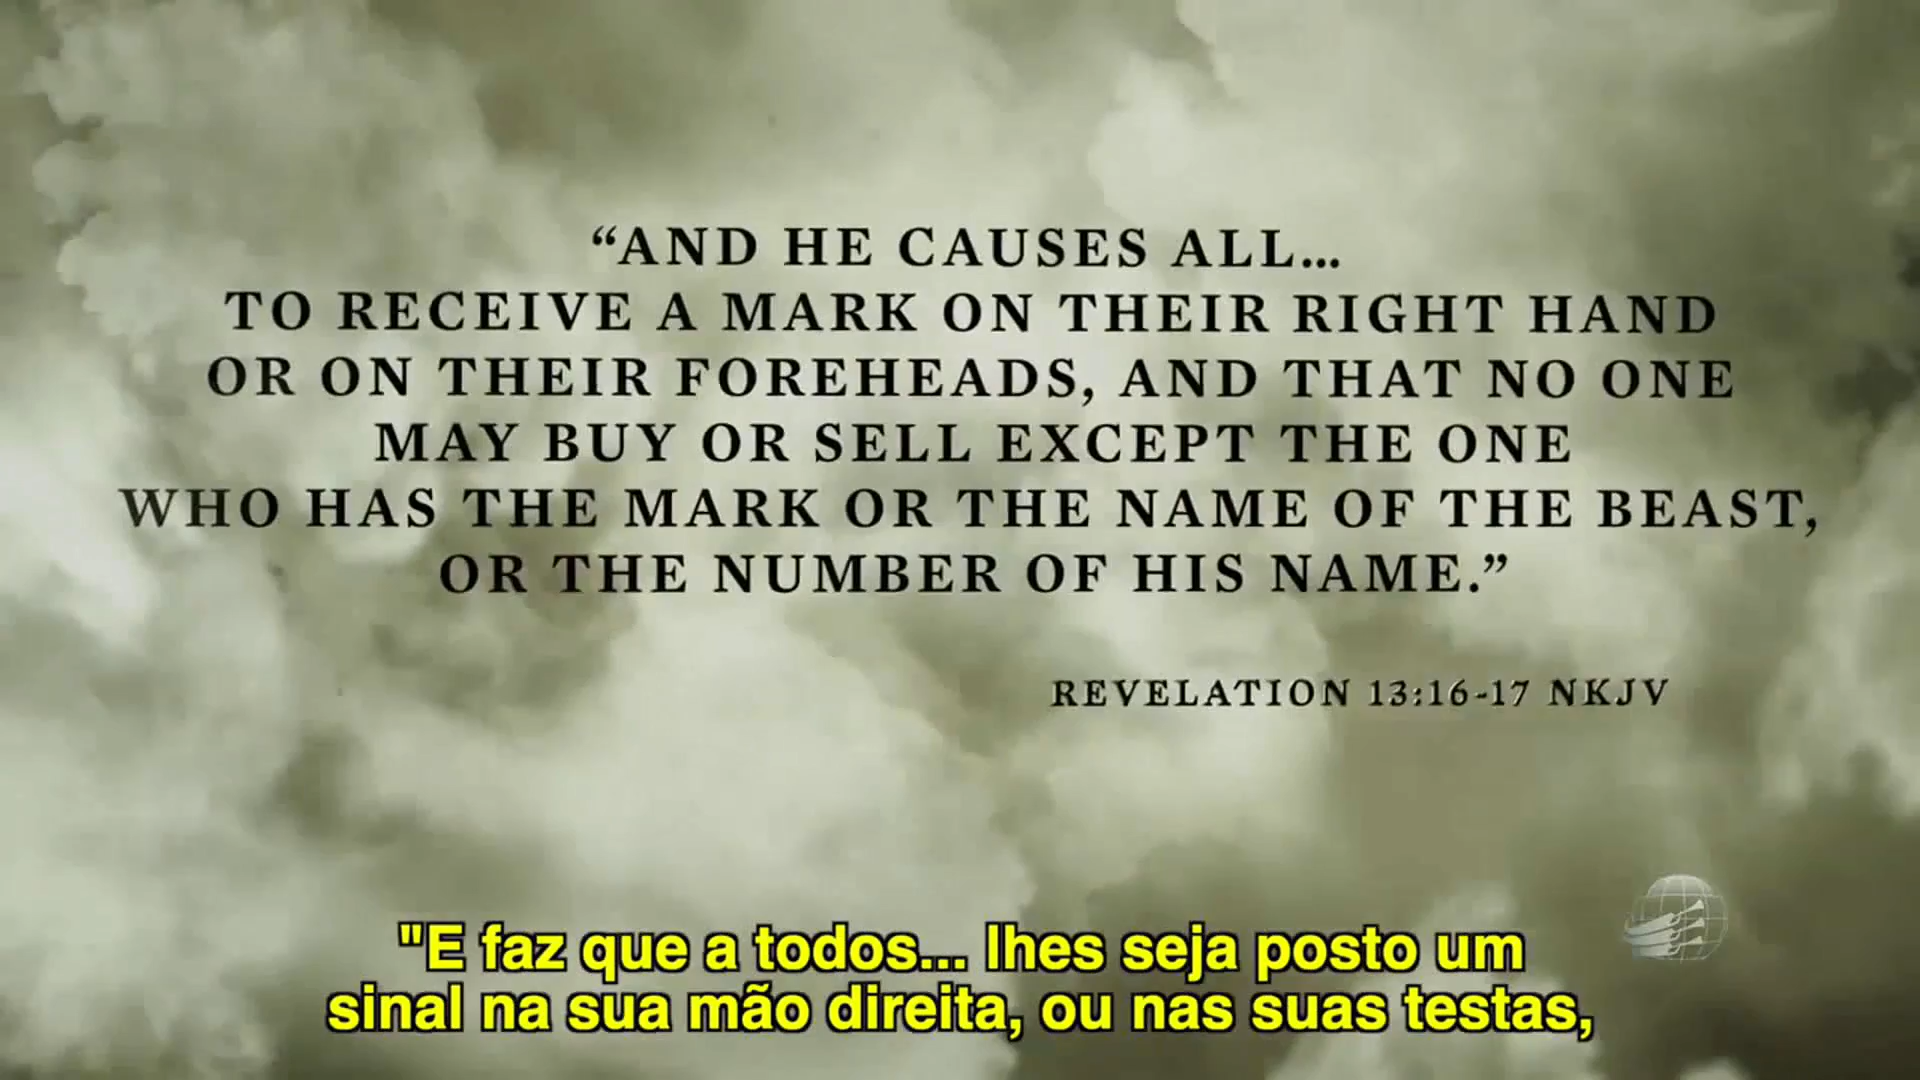 “AND HE CAUSES ALL...
TO RECEIVE A MARK ON THEIR RIGHT HAND
OR ON THEIR FOREHEADS, AND THAT NO ONE
MAY BUY OR SELL EXCEPT THE ONE
WHO HAS THE MARK OR THE NAME OF THE BEAST,
OR THE NUMBER OF HIS NAME.”
REVELATION 13:16-17 NKJV
"E faz que a todos... lhes seja posto um
sinal na sua mão direita, ou nas suas testas,